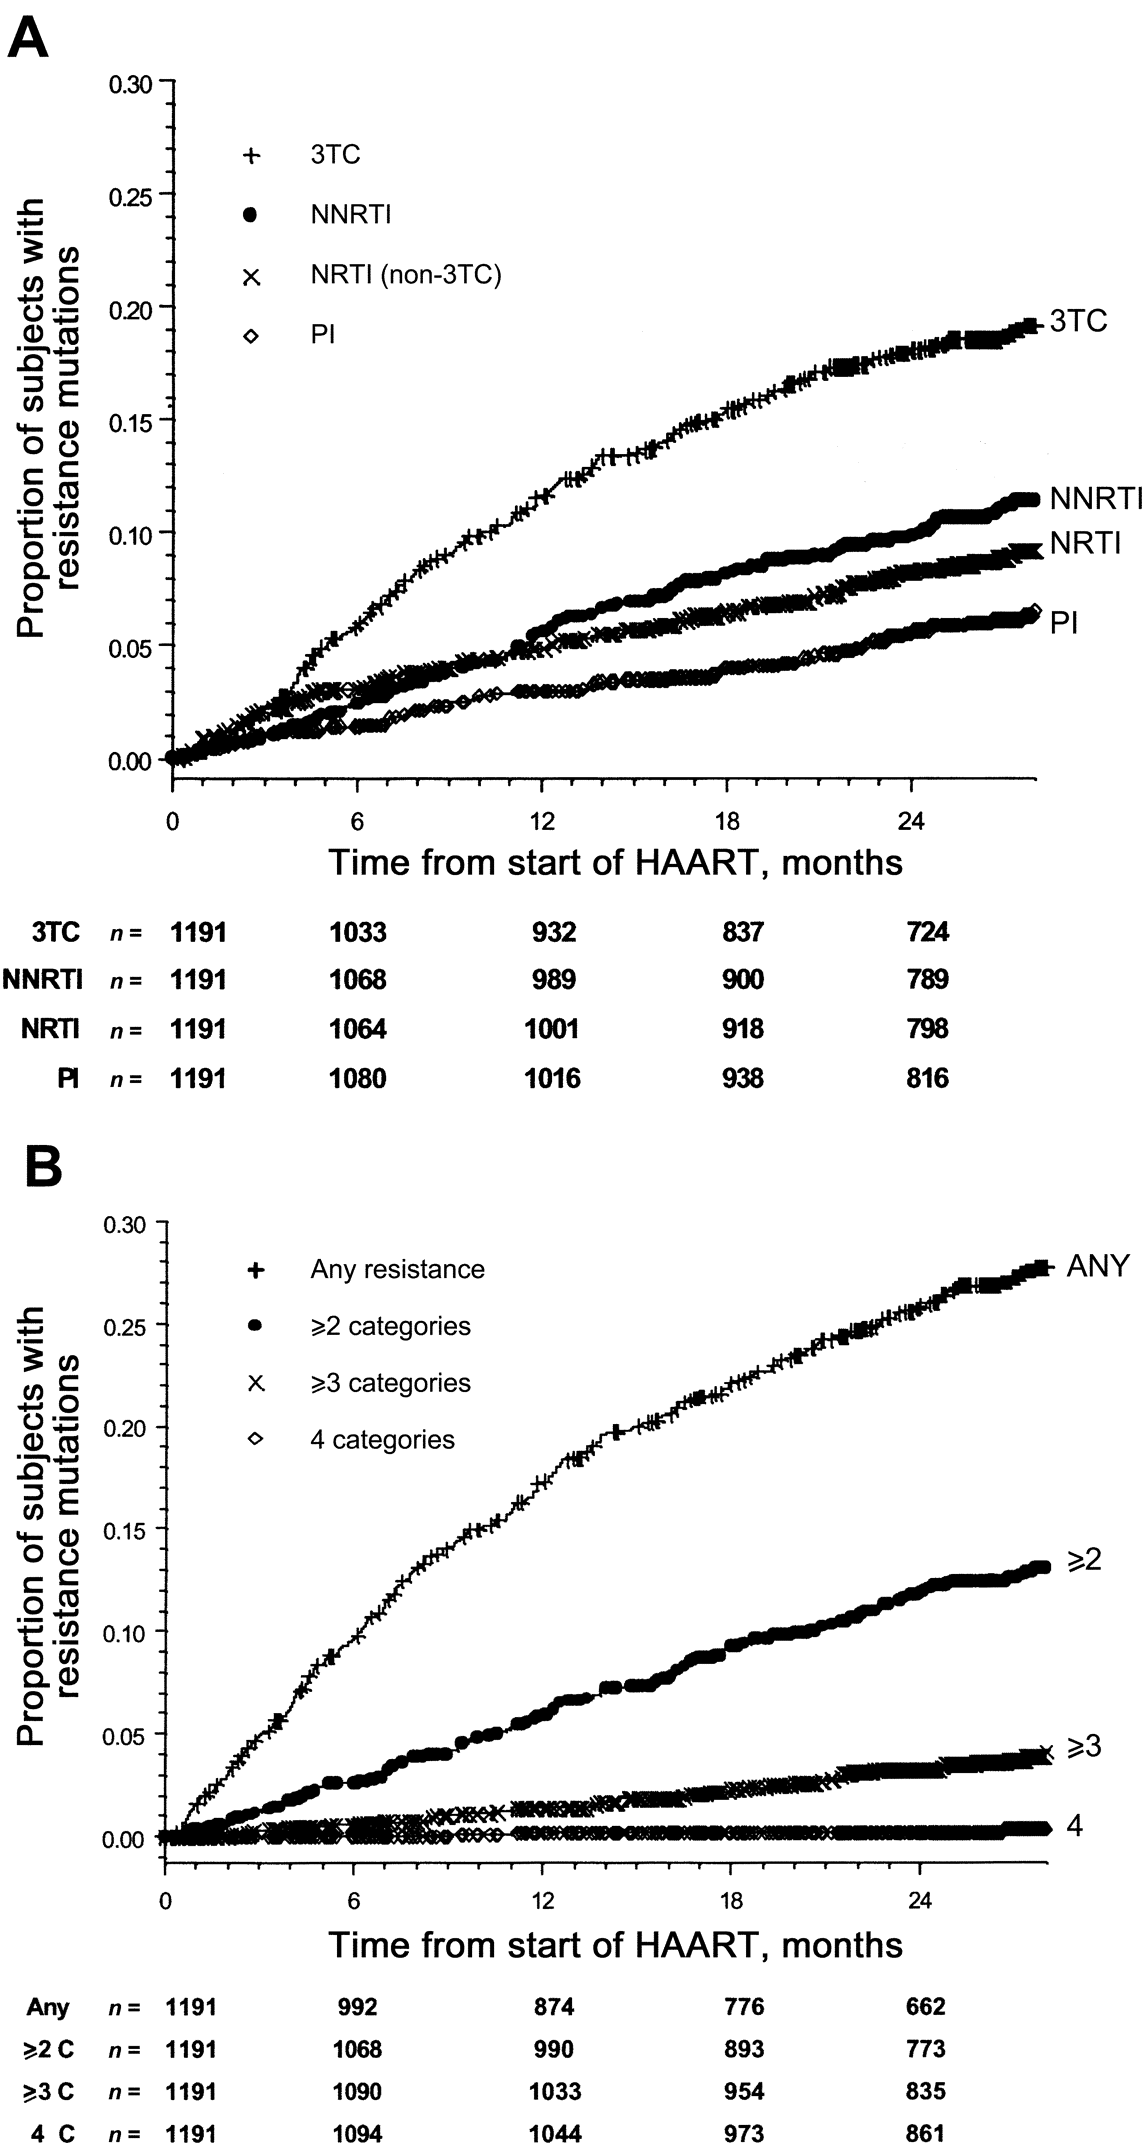 A
Proportion of subjects with
resistance mutations
0.30
0.25
0.20
0.15
0.10
0.05
0.00
3TC
NNRTI
NRTI (non-3TC)
PI
3TC
NNRTI
NRTI
PI
0 6 12 18 24
Time from start of HAART, months
3TC n = 1191 1033 932 837 724
NNRTI n = 1191 1068 989 900 789
NRTI n = 1191 1064 1001 918 798
PI n = 1191 1080 1016 938 816
B
Proportion of subjects with
resistance mutations
0.30
0.25
0.20
0.15
0.10
0.05
0.00
Any resistance
⩾2 categories
⩾3 categories
4 categories
ANY
⩾2
⩾3
4
0 6 12 18 24
Time from start of HAART, months
Any n = 1191 992 874 776 662
⩾2 C n = 1191 1068 990 893 773
⩾3 C n = 1191 1090 1033 954 835
4 C n = 1191 1094 1044 973 861